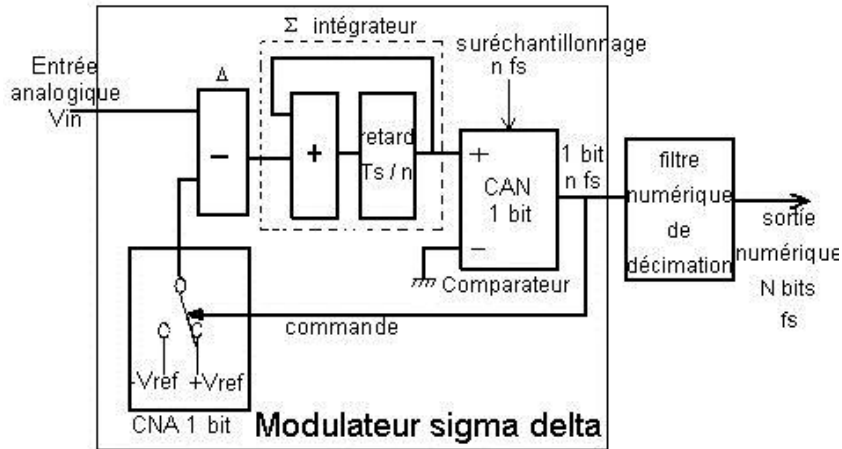 Σ intégrateur
suréchantillonnage
n fs
Entrée
analogique
Vin
Δ
-
+
retard
Ts / n
+
CAN
1 bit
-
1 bit
n fs
filtre
numérique
de
décimation
sortie
numérique
N bits
fs
Comparateur
commande
-Vref +Vref
CNA 1 bit
Modulateur sigma delta